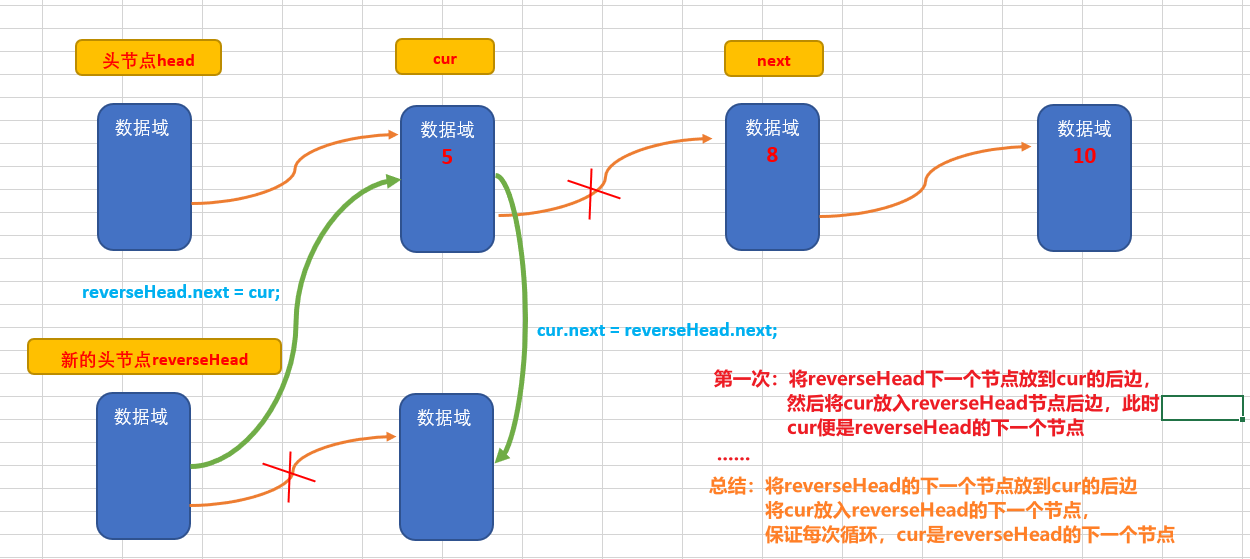 头节点head
cur
next
数据域
5
数据域
8
数据域
10
数据域
reverseHead.next = cur;
cur.next = reverseHead.next;
新的头节点reverseHead
数据域
数据域
第一次：将reverseHead下一个节点放到cur的后边，
然后将cur放入reverseHead节点后边，此时
cur便是reverseHead的下一个节点
......
总结：将reverseHead的下一个节点放到cur的后边
将cur放入reverseHead的下一个节点，
保证每次循环，cur是reverseHead的下一个节点